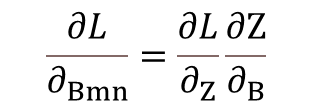 ∂L/∂_Bmn = ∂L/∂_Z ∂Z/∂_B